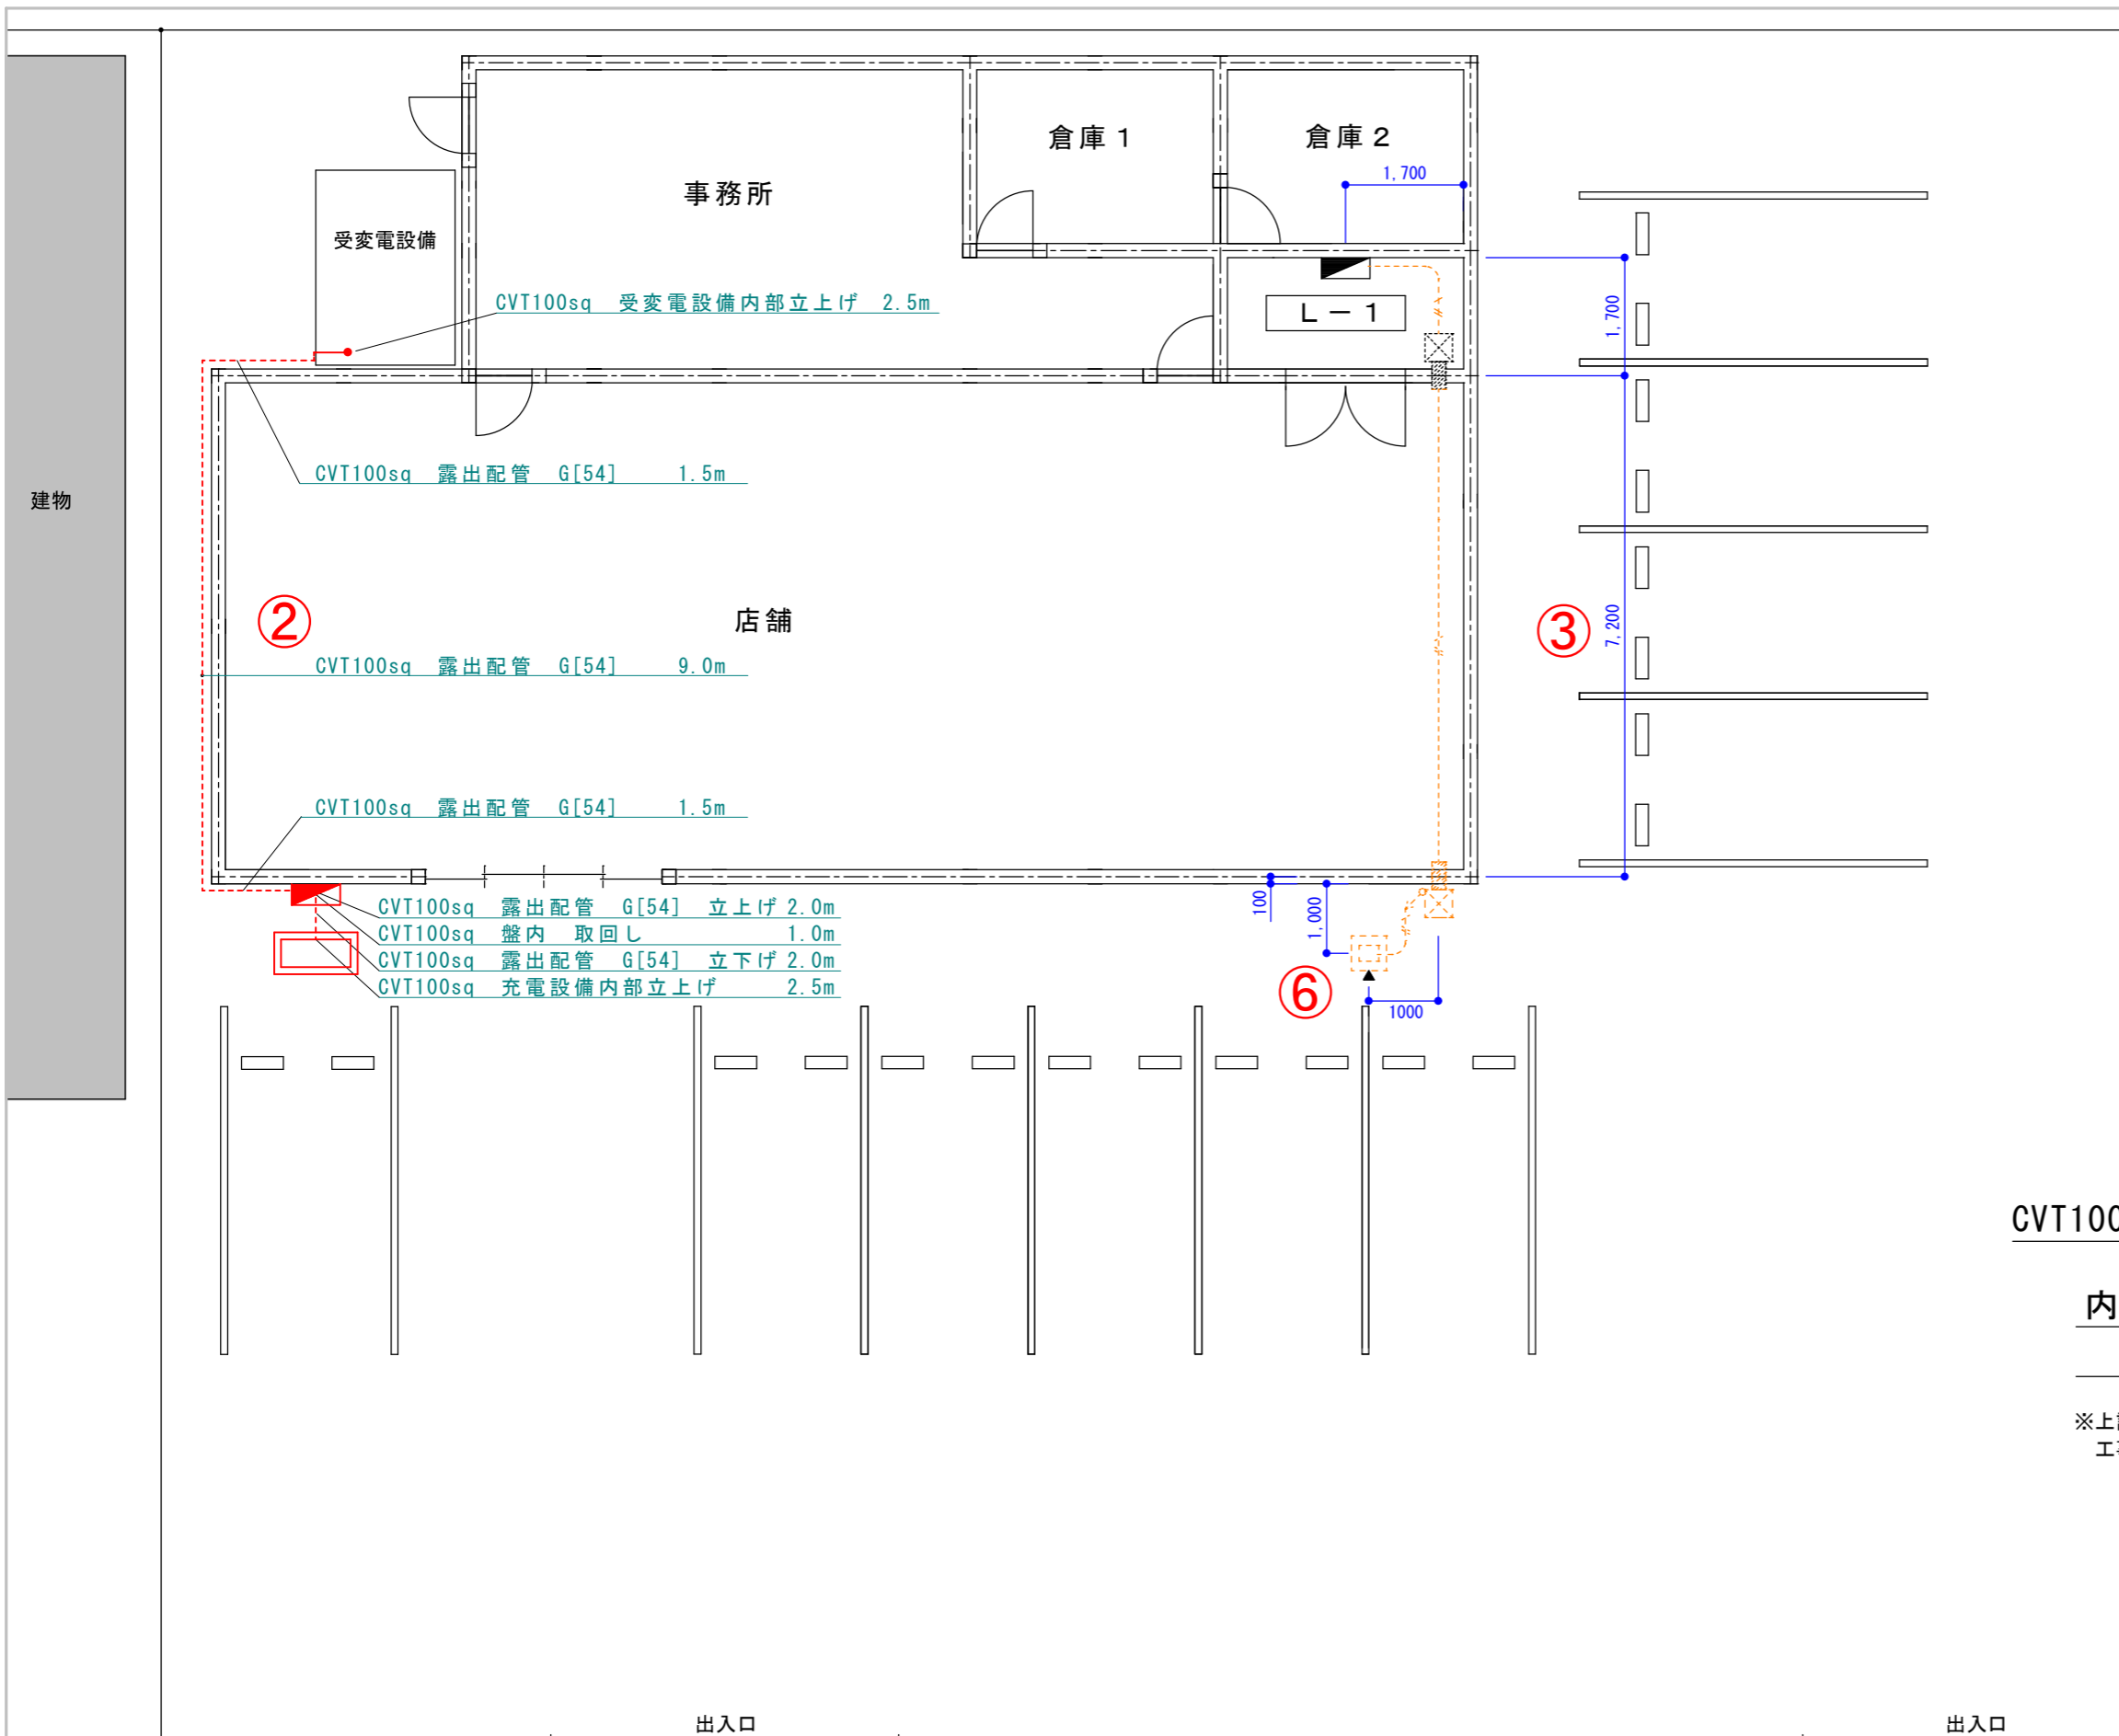 倉庫１
倉庫２
1,700
事務所
受変電設備
CVT100sq 受変電設備内部立上げ 2.5m
Ｌ－１
1,700
CVT100sq 露出配管 G[54] 1.5m
建物
②
店舗
③
7,200
CVT100sq 露出配管 G[54] 9.0m
CVT100sq 露出配管 G[54] 1.5m
CVT100sq 露出配管 G[54] 立上げ 2.0m
CVT100sq 盤内 取回し 1.0m
CVT100sq 露出配管 G[54] 立下げ 2.0m
CVT100sq 充電設備内部立上げ 2.5m
100
1,000
⑥
1000
CVT100
内
※上
工
出入口
出入口